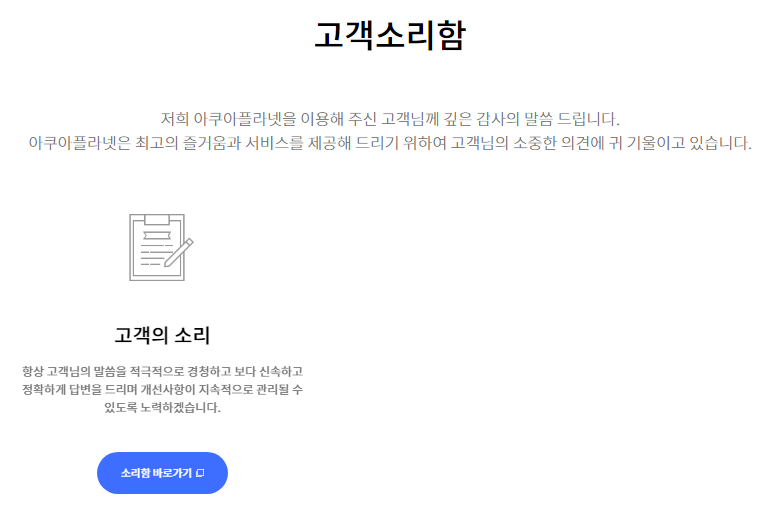 고객소리함
저희 아쿠아플라넷을 이용해 주신 고객님께 깊은 감사의 말씀 드립니다.
아쿠아플라넷은 최고의 즐거움과 서비스를 제공해 드리기 위하여 고객님의 소중한 의견에 귀 기울이고 있습니다.
고객의 소리
항상 고객님의 말씀을 적극적으로 경청하고 보다 신속하고
정확하게 답변을 드리며 개선사항이 지속적으로 관리될 수
있도록 노력하겠습니다.
소리함 바로가기